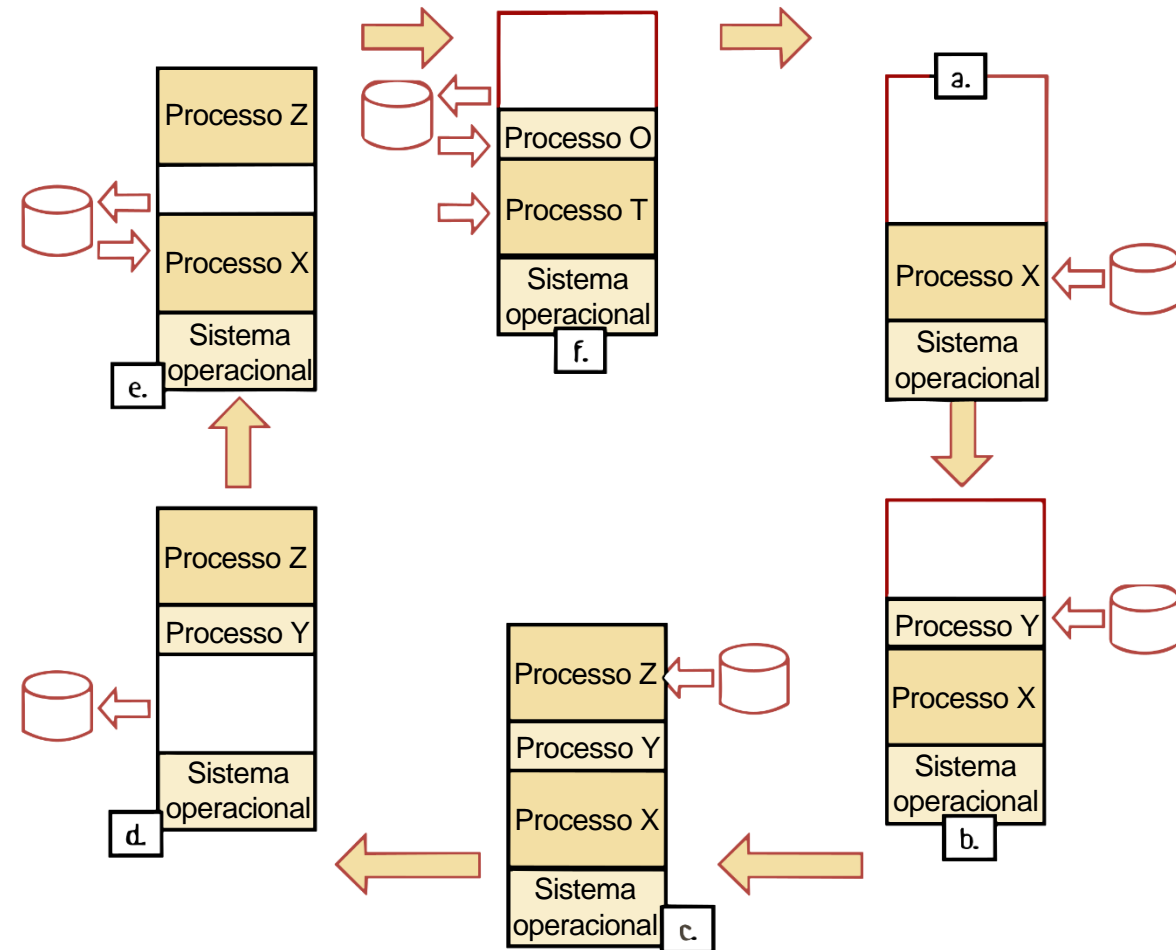 Processo Z
Processo X
Sistema
operacional
e.
Processo O
Processo T
Sistema
operacional
f.
a.
Processo X
Sistema
operacional
Processo Y
Processo X
Sistema
operacional
b.
Processo Z
Processo Y
Processo X
Sistema
operacional
c.
Processo Z
Processo Y
Sistema
operacional
d.